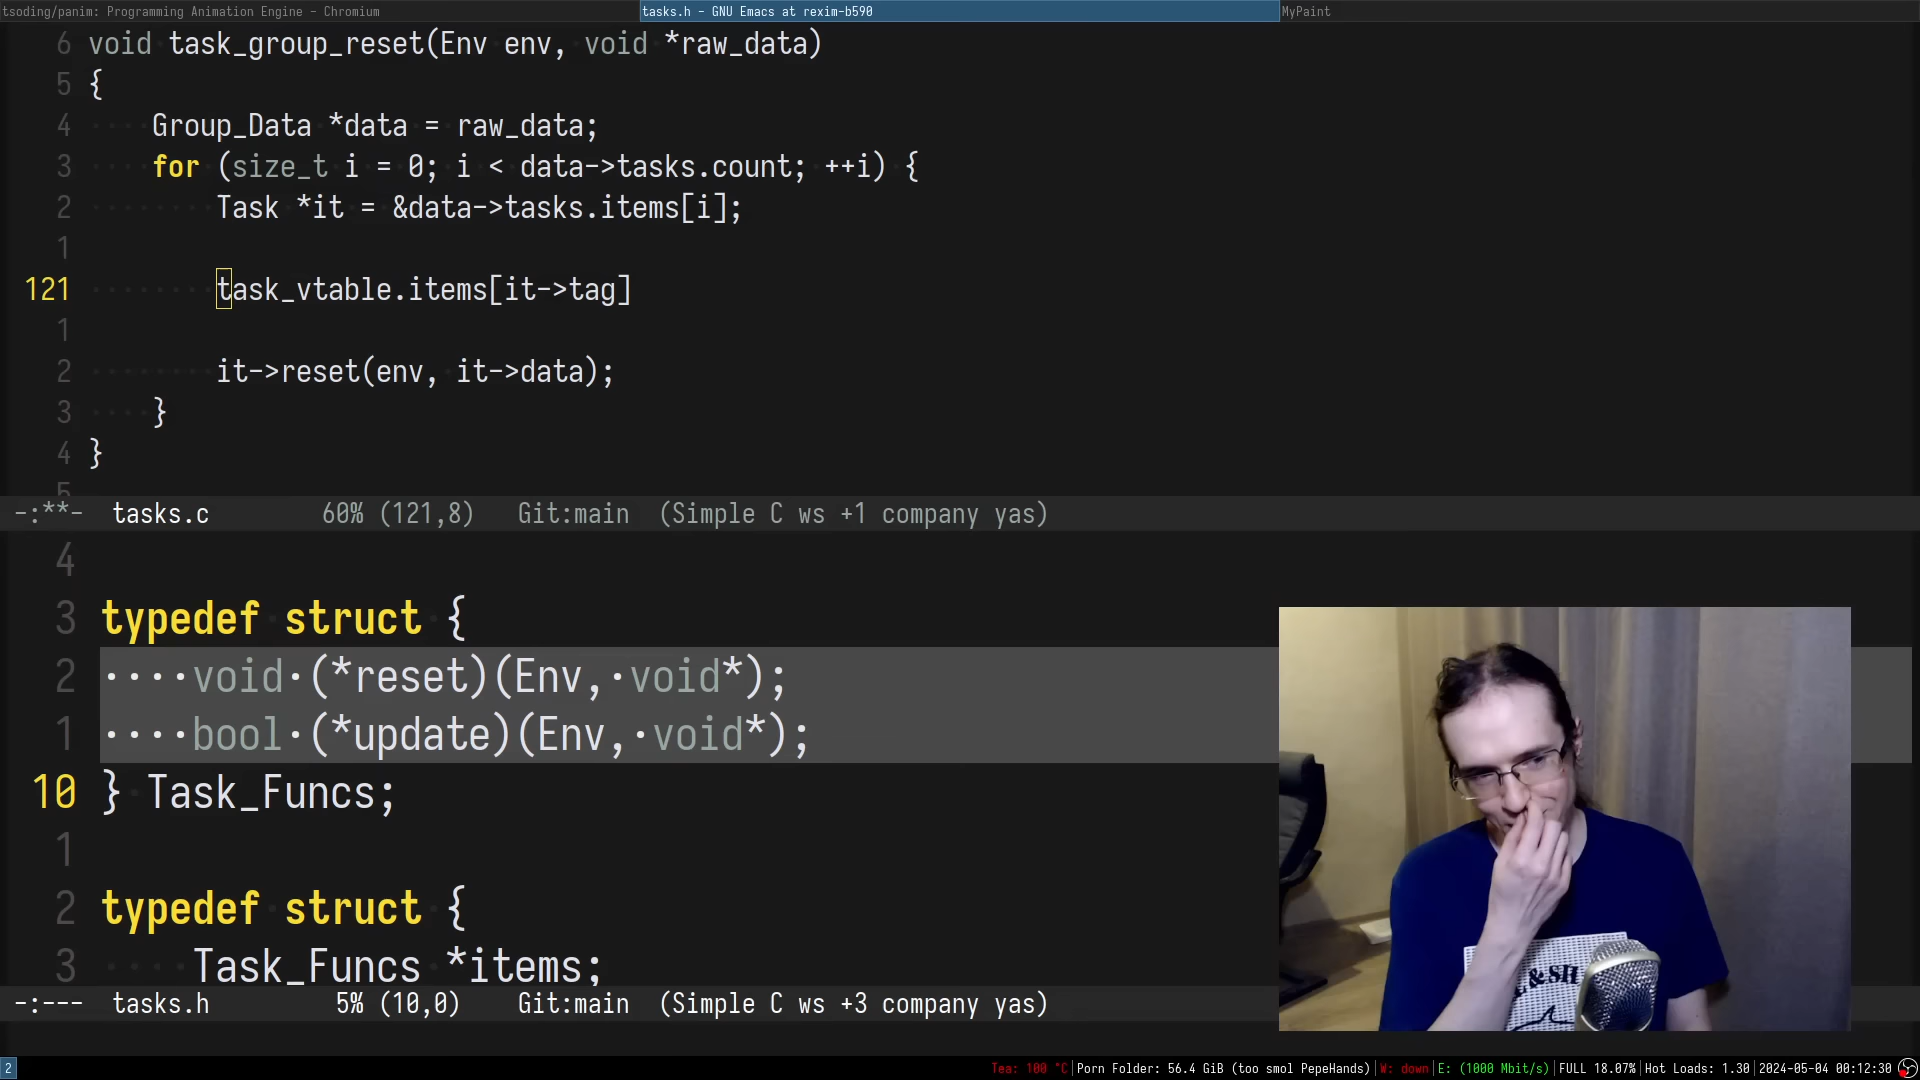 tsoding/panim: Programming Animation Engine - Chromium
tasks.h - GNU Emacs at rexim-b590
MyPaint
6 void task_group_reset(Env env, void *raw_data)
5 {
4 ····Group_Data *data = raw_data;
3 ····for (size_t i = 0; i < data->tasks.count; ++i) {
2 ········Task *it = &data->tasks.items[i];
1
121 ········task_vtable.items[it->tag]
1
2 ········it->reset(env, it->data);
3 ····}
4 }
5
-:**- tasks.c 60% (121,8) Git:main (Simple C ws +1 company yas)
4
3 typedef struct {
2 ····void·(*reset)(Env,·void*);
1 ····bool·(*update)(Env,·void*);
10 } Task_Funcs;
1
2 typedef struct {
3 ····Task_Funcs *items;
-:--- tasks.h 5% (10,0) Git:main (Simple C ws +3 company yas)
E & SH
2
Tea: 100 °C|Porn Folder: 56.4 GiB (too smol PepeHands)|W: down|E: (1000 Mbit/s)|FULL 18.07%|Hot Loads: 1.30|2024-05-04 00:12:30